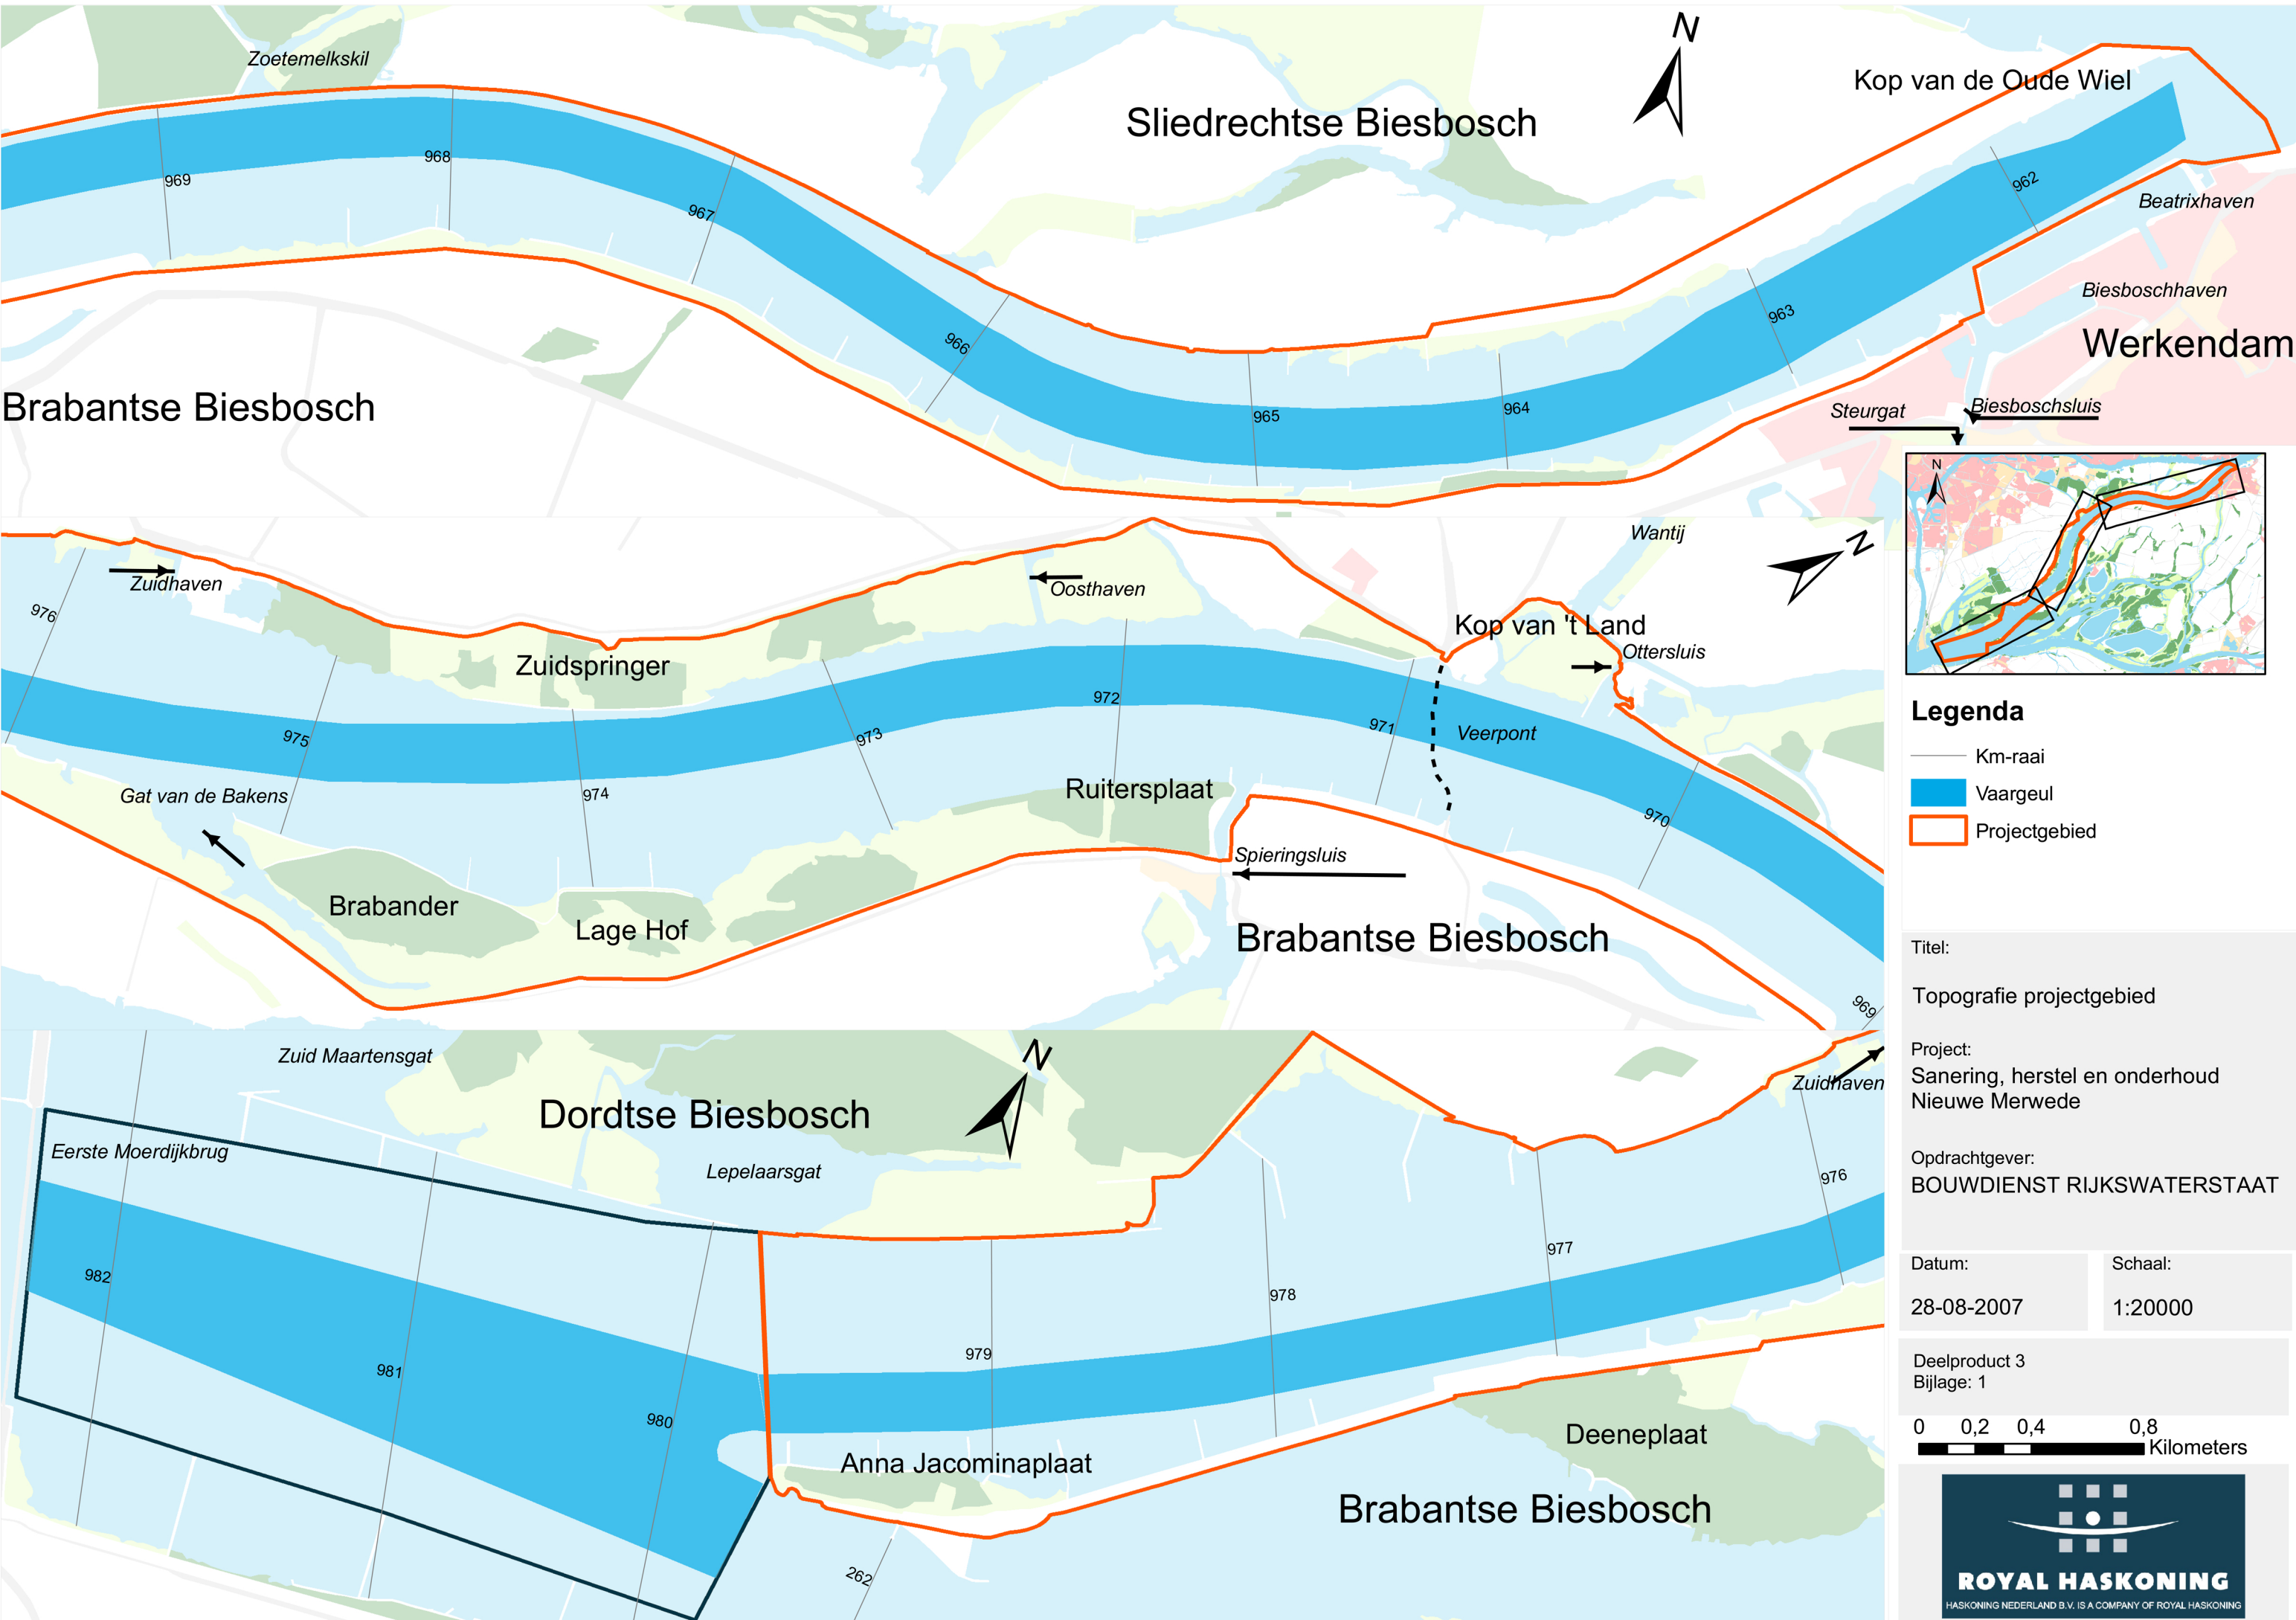 Zoetemelkskil
N
Kop van de Oude Wiel
Sliedrechtse Biesbosch
969
968
967
966
965
964
963
962
Beatrixhaven
Biesboschhaven
Werkendam
Brabantse Biesbosch
Steurgat
Biesboschsluis
N
Wantij
N
Zuidhaven
Oosthaven
976
Kop van 't Land
Ottersluis
Zuidspringer
975
974
973
972
971
Veerpont
970
Gat van de Bakens
Ruitersplaat
Spieringsluis
Brabander
Lage Hof
Brabantse Biesbosch
969
Zuid Maartensgat
N
Dordtse Biesbosch
Zuidhaven
Eerste Moerdijkbrug
Lepelaarsgat
976
982
977
978
981
979
980
Anna Jacominaplaat
Deeneplaat
Brabantse Biesbosch
262
Legenda
Km-raai
Vaargeul
Projectgebied
Titel:
Topografie projectgebied
Project:
Sanering, herstel en onderhoud
Nieuwe Merwede
Opdrachtgever:
BOUWDIENST RIJKSWATERSTAAT
Datum:
28-08-2007
Schaal:
1:20000
Deelproduct 3
Bijlage: 1
0 0,2 0,4 0,8
Kilometers
ROYAL HASKONING
HASKONING NEDERLAND B.V. IS A COMPANY OF ROYAL HASKONING